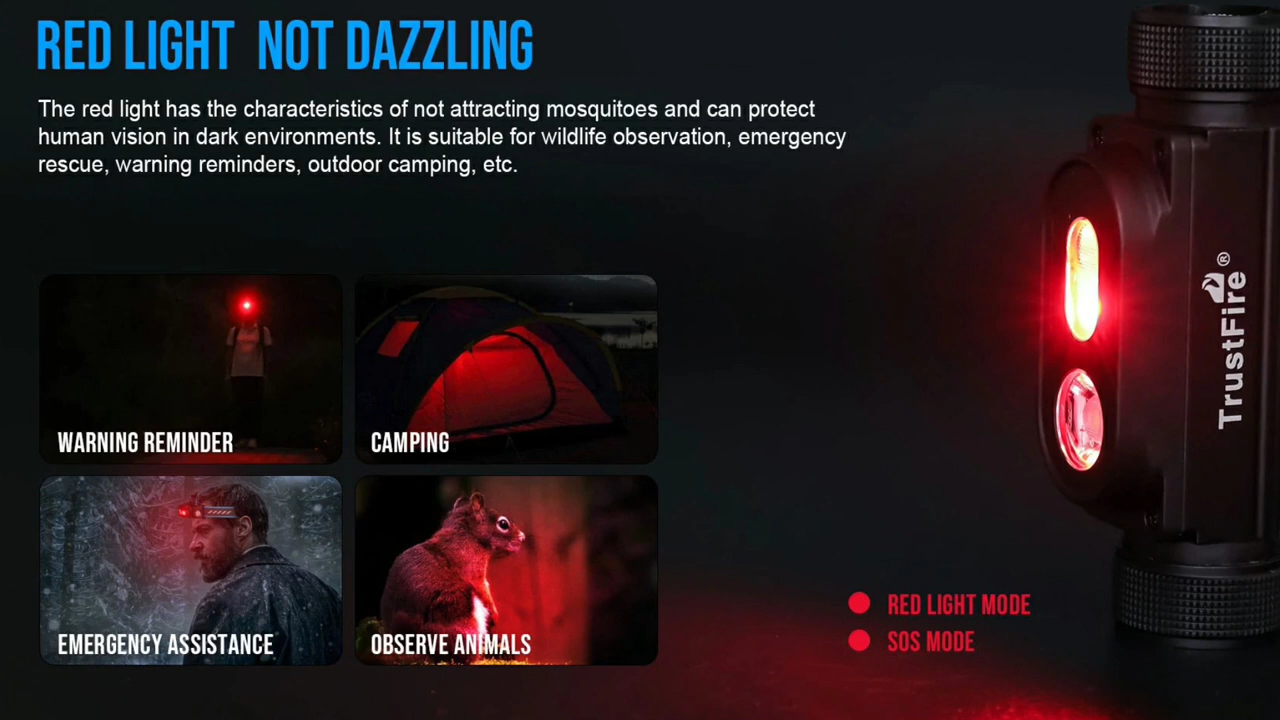 RED LIGHT NOT DAZZLING
The red light has the characteristics of not attracting mosquitoes and can protect
human vision in dark environments. It is suitable for wildlife observation, emergency
rescue, warning reminders, outdoor camping, etc.
WARNING REMINDER
CAMPING
EMERGENCY ASSISTANCE
OBSERVE ANIMALS
TrustFire®
RED LIGHT MODE
SOS MODE